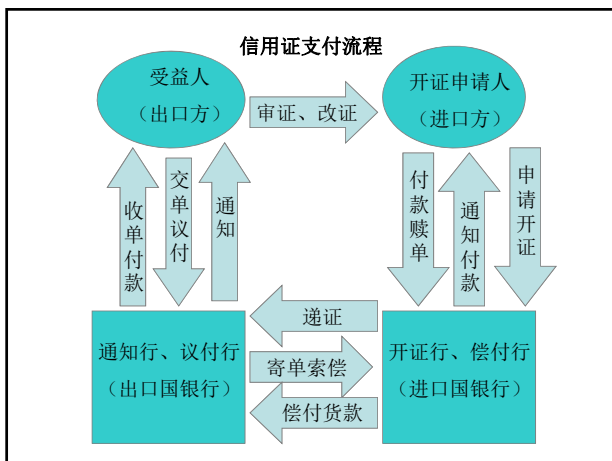 信用证支付流程
受益人
（出口方）
审证、改证
开证申请人
（进口方）
收单付款
交单议付
通知
付款赎单
通知付款
申请开证
递证
通知行、议付行
（出口国银行）
寄单索偿
开证行、偿付行
（进口国银行）
偿付货款